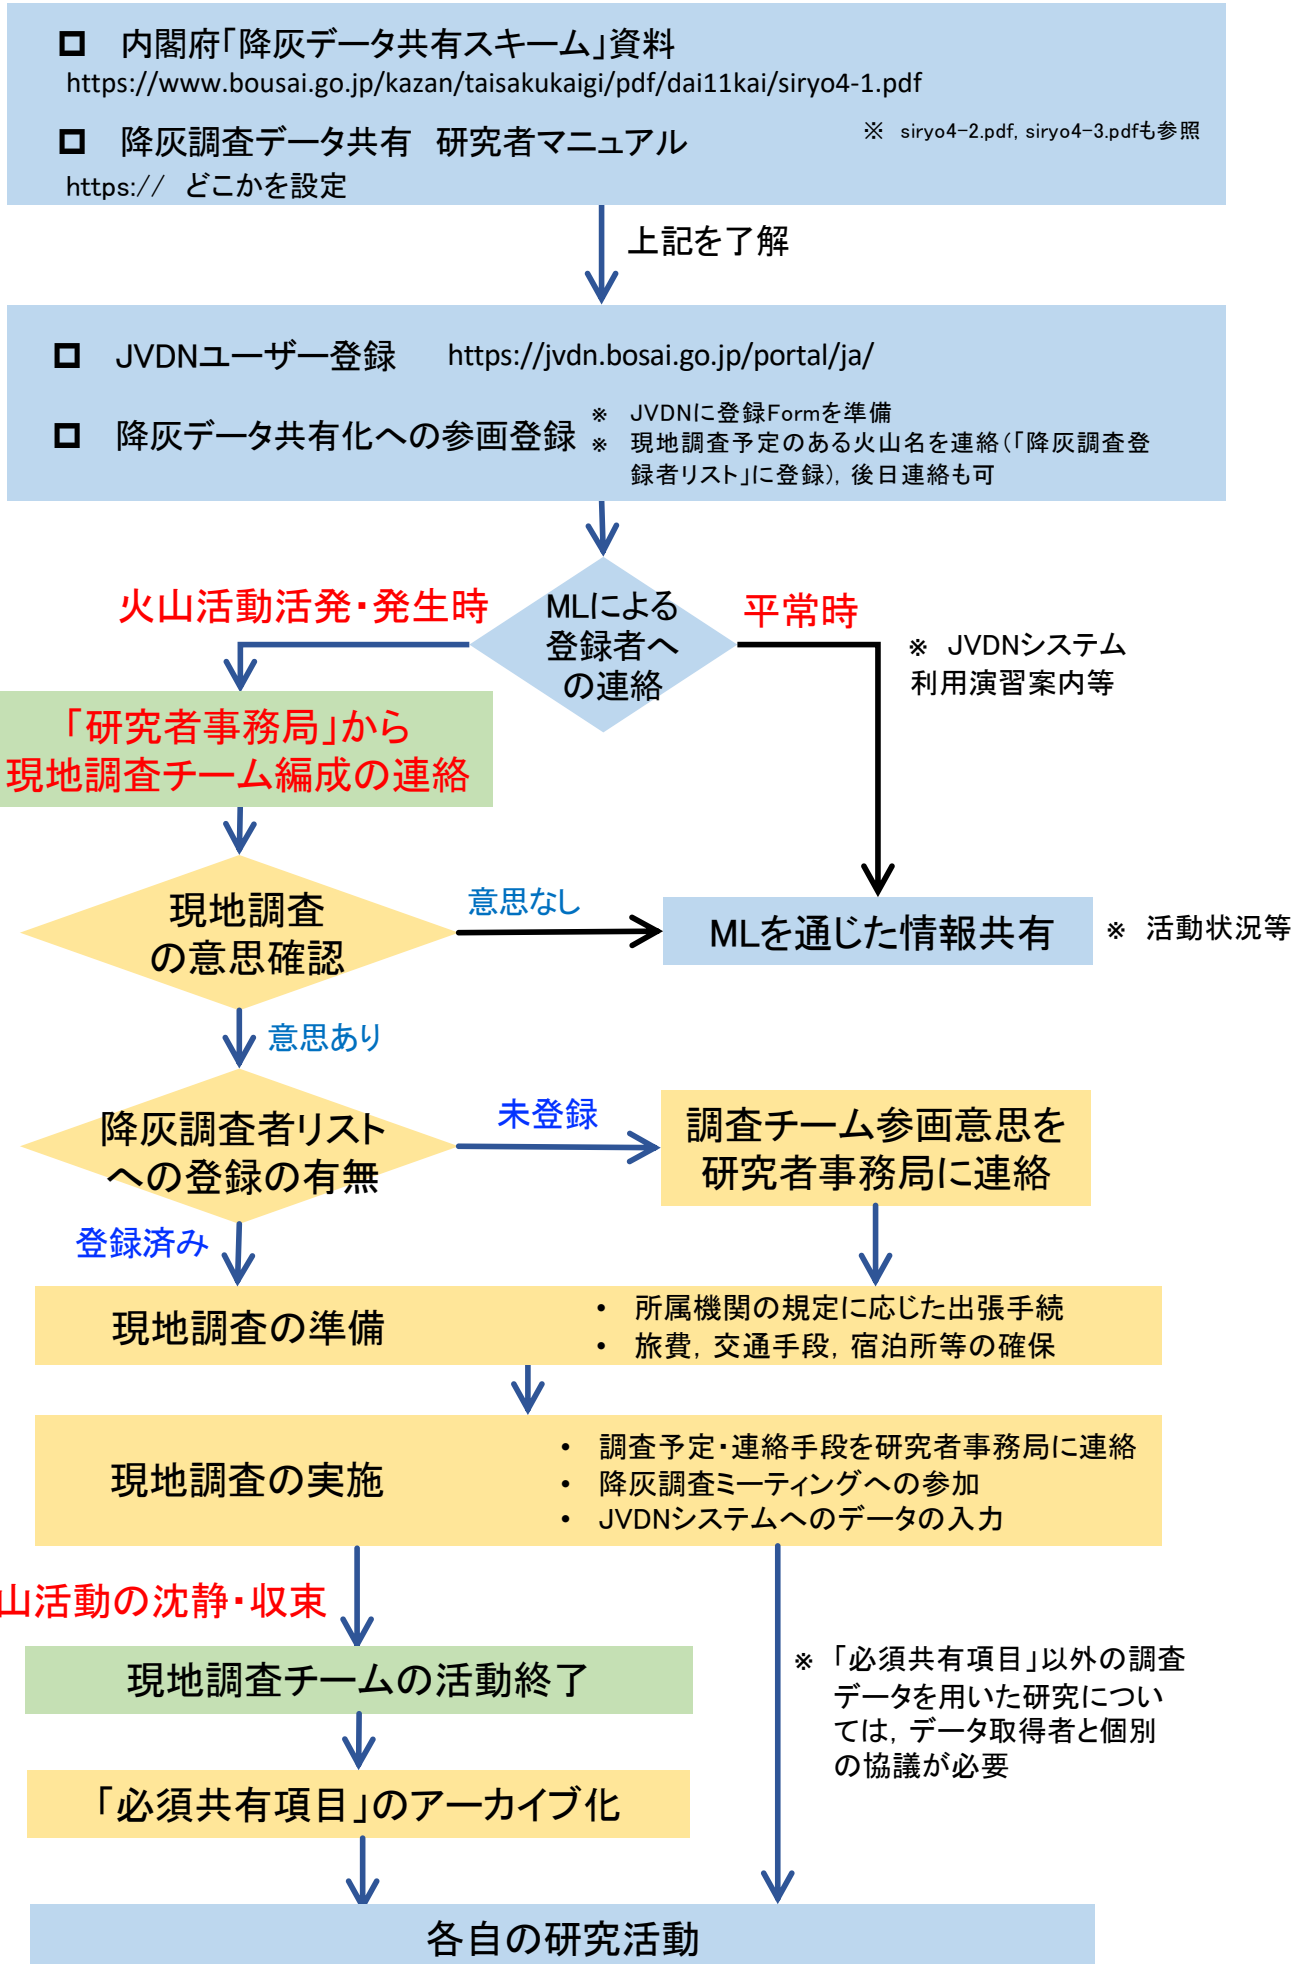 内閣府「降灰データ共有スキーム」資料
https://www.bousai.go.jp/kazan/taisakukaigi/pdf/dai11kai/siryo4-1.pdf
降灰調査データ共有　研究者マニュアル
※　siryo4-2.pdf, siryo4-3.pdfも参照
https://　どこかを設定
上記を了解
JVDNユーザー登録　https://jvdn.bosai.go.jp/portal/ja/
降灰データ共有化への参画登録
※　JVDNに登録Formを準備
※　現地調査予定のある火山名を連絡（「降灰調査登
録者リスト」に登録），後日連絡も可
火山活動活発・発生時
MLによる
登録者へ
の連絡
平常時
※　JVDNシステム
利用演習案内等
「研究者事務局」から
現地調査チーム編成の連絡
現地調査
の意思確認
意思なし
MLを通じた情報共有
※　活動状況等
意思あり
降灰調査者リスト
への登録の有無
未登録
調査チーム参画意思を
研究者事務局に連絡
登録済み
現地調査の準備
• 所属機関の規定に応じた出張手続
• 旅費，交通手段，宿泊所等の確保
現地調査の実施
• 調査予定・連絡手段を研究者事務局に連絡
• 降灰調査ミーティングへの参加
• JVDNシステムへのデータの入力
山活動の沈静・収束
現地調査チームの活動終了
※　「必須共有項目」以外の調査
データを用いた研究につい
ては，データ取得者と個別
の協議が必要
「必須共有項目」のアーカイブ化
各自の研究活動